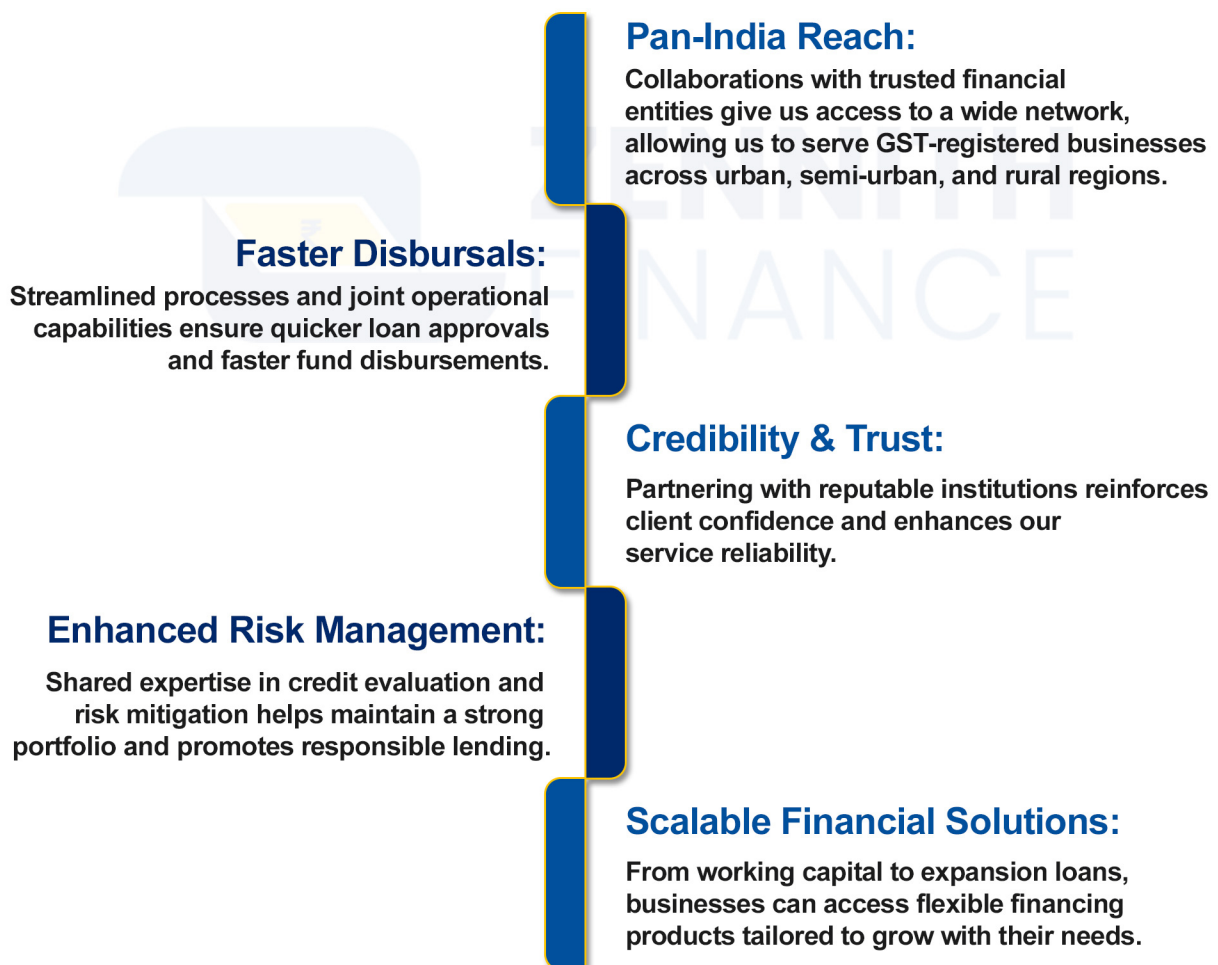 Pan-India Reach:
Collaborations with trusted financial
entities give us access to a wide network,
allowing us to serve GST-registered businesses
across urban, semi-urban, and rural regions.
ZENNITH
FINANCE
₹
Faster Disbursals:
Streamlined processes and joint operational
capabilities ensure quicker loan approvals
and faster fund disbursements.
Credibility & Trust:
Partnering with reputable institutions reinforces
client confidence and enhances our
service reliability.
Enhanced Risk Management:
Shared expertise in credit evaluation and
risk mitigation helps maintain a strong
portfolio and promotes responsible lending.
Scalable Financial Solutions:
From working capital to expansion loans,
businesses can access flexible financing
products tailored to grow with their needs.